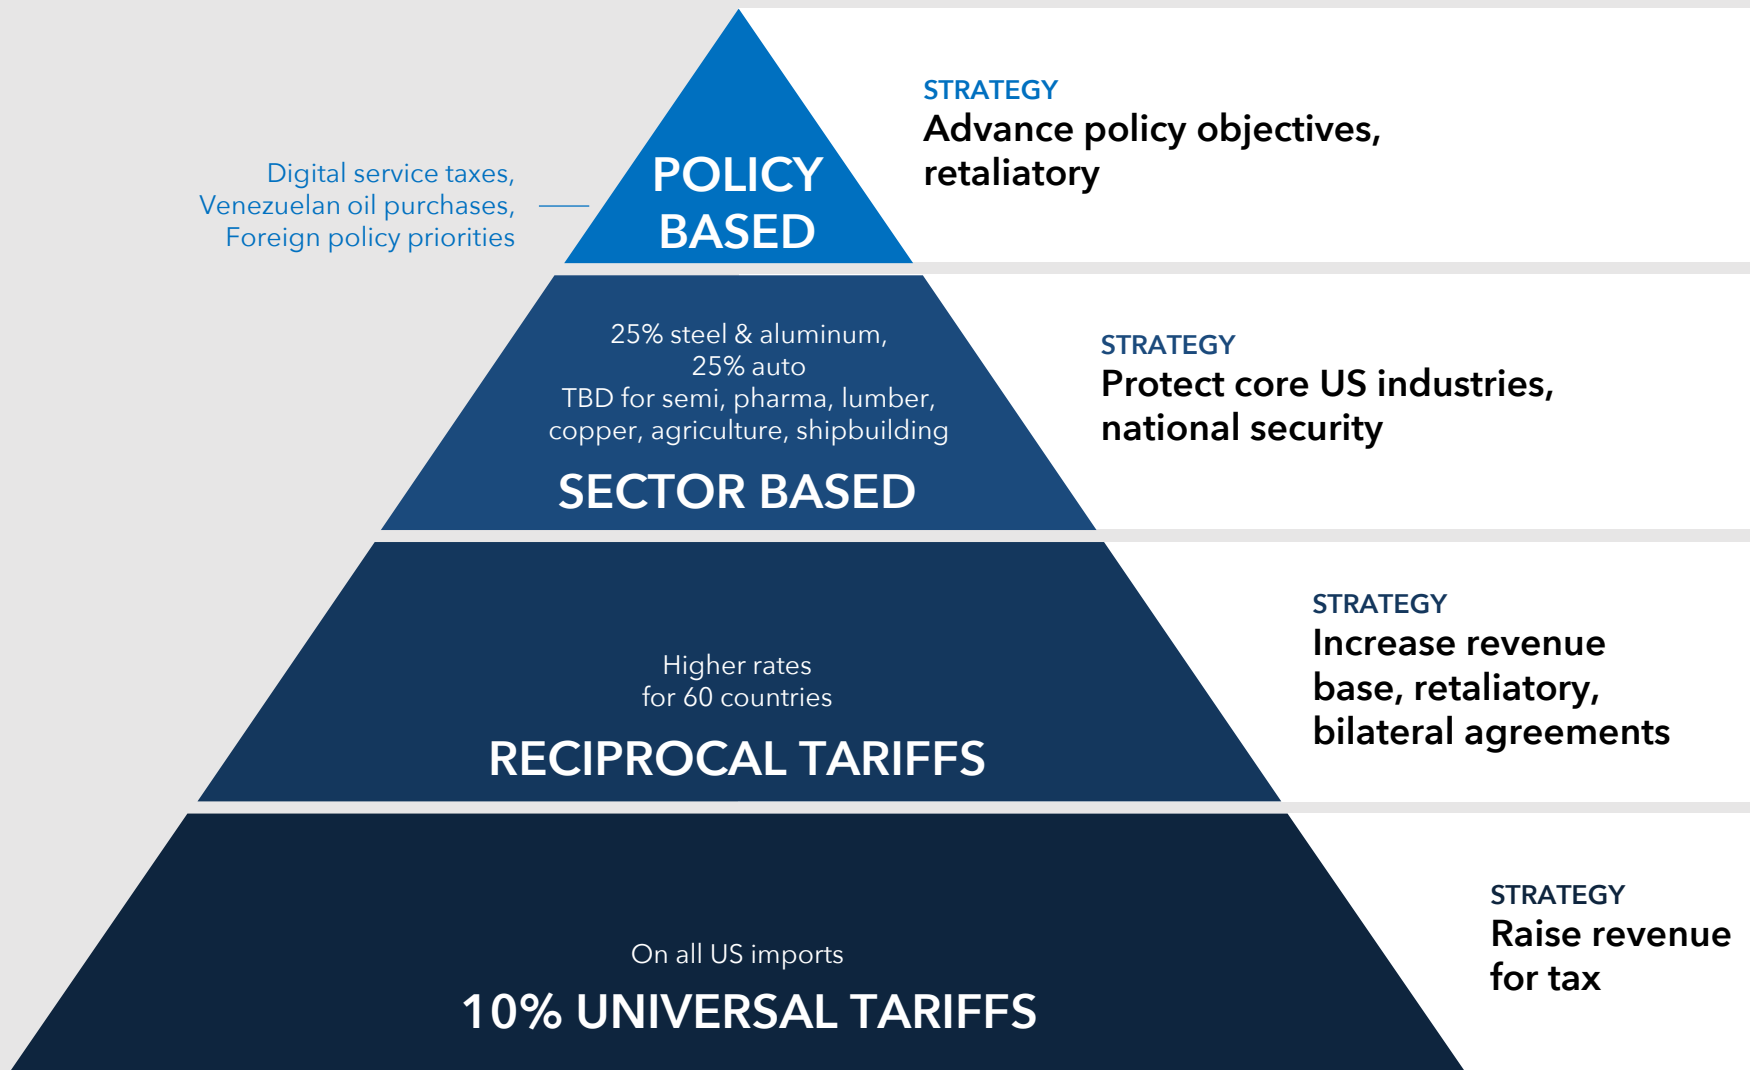 Digital service taxes,
Venezuelan oil purchases,
Foreign policy priorities
POLICY
BASED
STRATEGY
Advance policy objectives,
retaliatory
25% steel & aluminum,
25% auto
TBD for semi, pharma, lumber,
copper, agriculture, shipbuilding
SECTOR BASED
STRATEGY
Protect core US industries,
national security
Higher rates
for 60 countries
RECIPROCAL TARIFFS
STRATEGY
Increase revenue
base, retaliatory,
bilateral agreements
On all US imports
10% UNIVERSAL TARIFFS
STRATEGY
Raise revenue
for tax